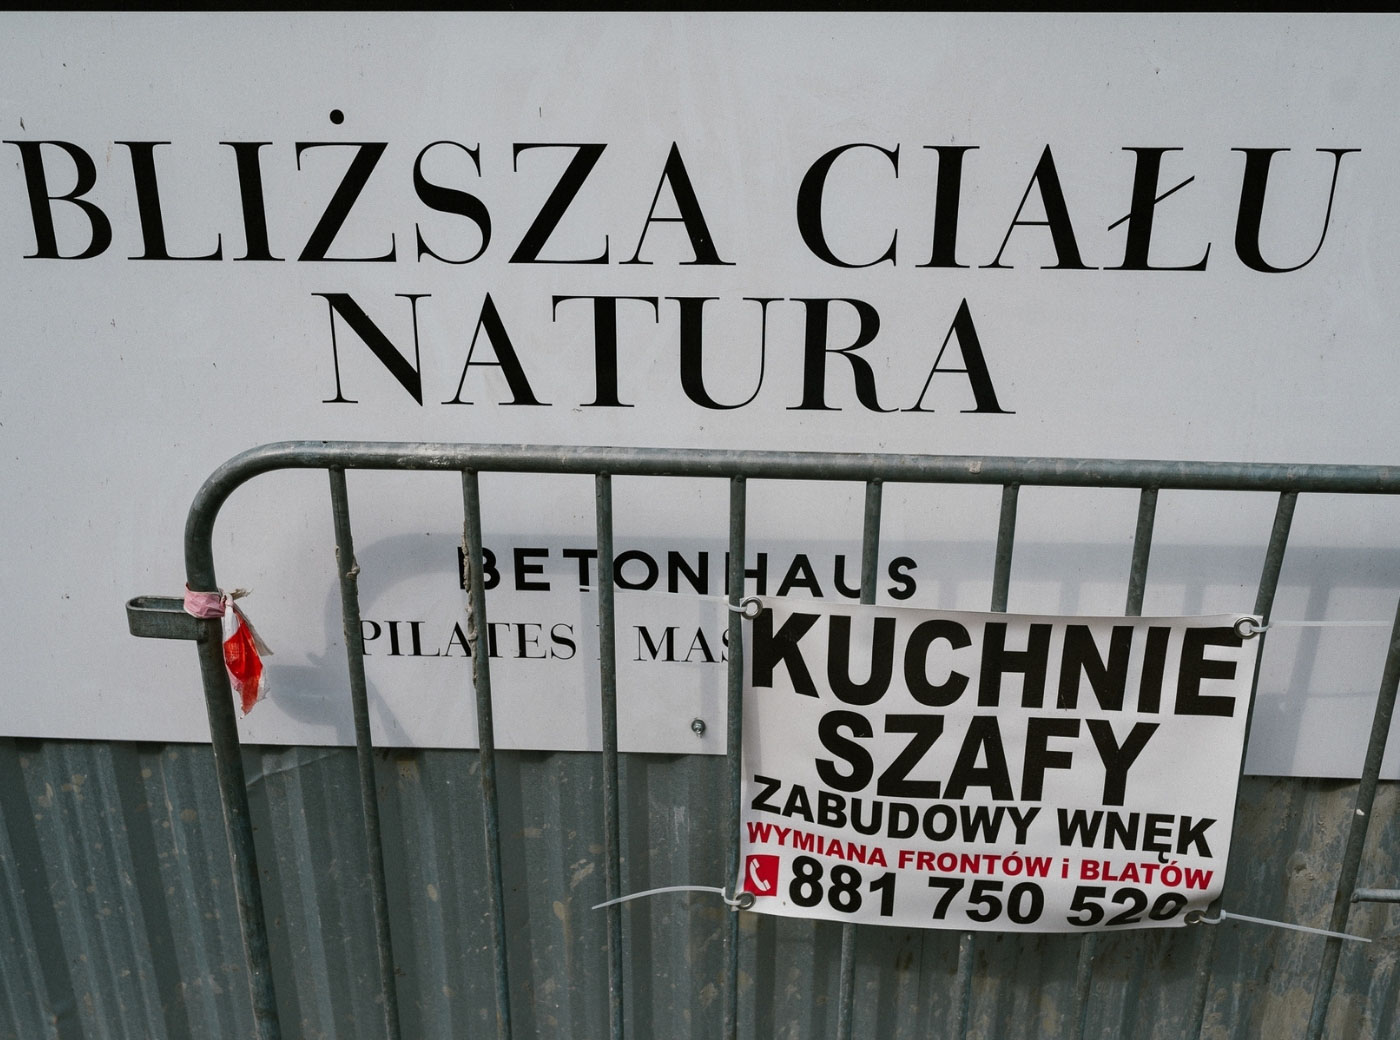 BLIŻSZA CIAŁU
NATURA
BETONHAUS
PILATES I
KUCHNIE
SZAFY
ZABUDOWY WNĘK
WYMIANA FRONTÓW i BLATÓW
881 750 520